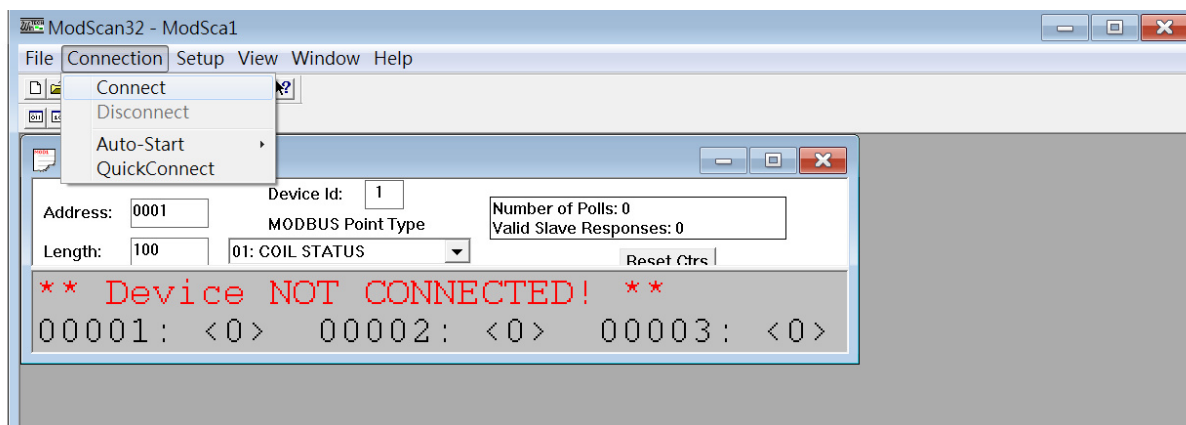 ModScan32 - ModSca1
File Connection Setup View Window Help
Connect
Disconnect
Auto-Start
QuickConnect
Device Id: 1
Address: 0001
MODBUS Point Type
Number of Polls: 0
Valid Slave Responses: 0
Length: 100
01: COIL STATUS
Reset Ctrs
** Device NOT CONNECTED! **
00001: <0> 00002: <0> 00003: <0>